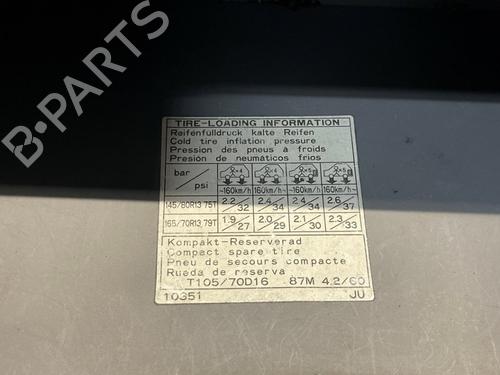 B-PARTS
TIRE-LOADING INFORMATION
Reifenfülldruck kalte Reifen
Cold tire inflation pressure
Pression des pneus à froids
Presión de neumáticos frios
bar/psi ~160km/h~ 160km/h~ ~160km/h~ 160km/h~
145/80R13 75T 2.2/32 2.4/34 2.4/34 2.6/37
165/70R13 79T 1.9/27 2.0/29 2.1/30 2.3/33
Kompakt-Reserverad
Compact spare tire
Pneu de secours compacte
Rueda de reserva
T105/70D16 87M 4.2/60
10351 JU